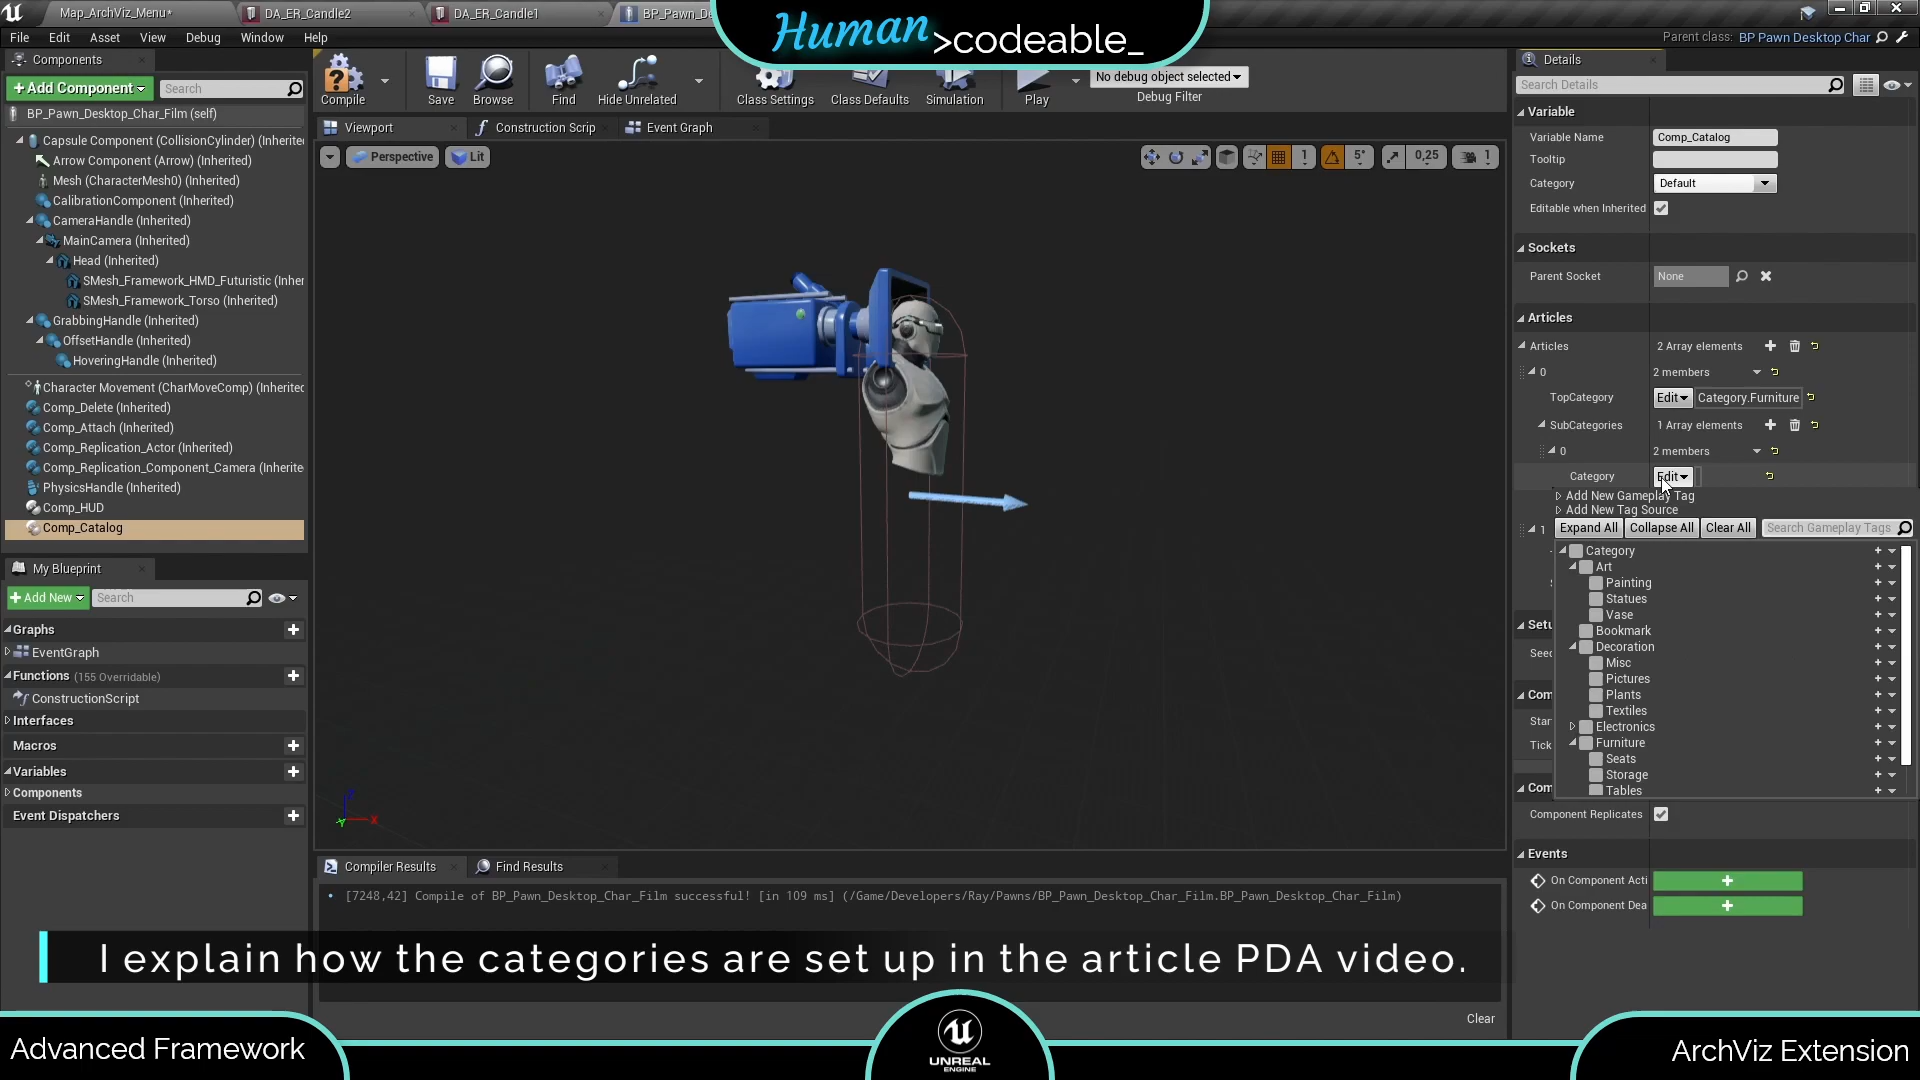 Map_ArchViz_Menu*
DA_ER_Candle2
DA_ER_Candle1
BP_Pawn_De
Human
>codeable_
File Edit Asset View Debug Window Help
Parent class: BP Pawn Desktop Char
Components
+ Add Component
Search
BP_Pawn_Desktop_Char_Film (self)
Capsule Component (CollisionCylinder) (Inherite
Arrow Component (Arrow) (Inherited)
Mesh (CharacterMesh0) (Inherited)
CalibrationComponent (Inherited)
CameraHandle (Inherited)
MainCamera (Inherited)
Head (Inherited)
SMesh_Framework_HMD_Futuristic (Inher
SMesh_Framework_Torso (Inherited)
GrabbingHandle (Inherited)
OffsetHandle (Inherited)
HoveringHandle (Inherited)
Character Movement (CharMoveComp) (Inherited
Comp_Delete (Inherited)
Comp_Attach (Inherited)
Comp_Replication_Actor (Inherited)
Comp_Replication_Component_Camera (Inherite
PhysicsHandle (Inherited)
Comp_HUD
Comp_Catalog
My Blueprint
+ Add New
Search
Graphs
EventGraph
Functions (155 Overridable)
ConstructionScript
Interfaces
Macros
Variables
Components
Event Dispatchers
Compile
Save
Browse
Find
Hide Unrelated
Class Settings
Class Defaults
Simulation
Play
No debug object selected
Debug Filter
Viewport
Construction Scrip
Event Graph
Perspective
Lit
1
5°
0,25
1
Z
X
Y
Compiler Results
Find Results
[7248,42] Compile of BP_Pawn_Desktop_Char_Film successful! [in 109 ms] (/Game/Developers/Ray/Pawns/BP_Pawn_Desktop_Char_Film.BP_Pawn_Desktop_Char_Film)
Clear
Details
Search Details
Variable
Variable Name Comp_Catalog
Tooltip
Category Default
Editable when Inherited
Sockets
Parent Socket None
Articles
Articles 2 Array elements
0 2 members
TopCategory Edit Category.Furniture
SubCategories 1 Array elements
0 2 members
Category Edit
Add New Gameplay Tag
Add New Tag Source
1
Expand All Collapse All Clear All Search Gameplay Tags
Category
Art
Painting
Statues
Vase
Bookmark
Decoration
Misc
Pictures
Plants
Textiles
Electronics
Furniture
Seats
Storage
Tables
Setu
Seec
Com
Star
Tick
Com
Component Replicates
Events
On Component Acti
On Component Dea
I explain how the categories are set up in the article PDA video.
Advanced Framework
UNREAL
ENGINE
ArchViz Extension